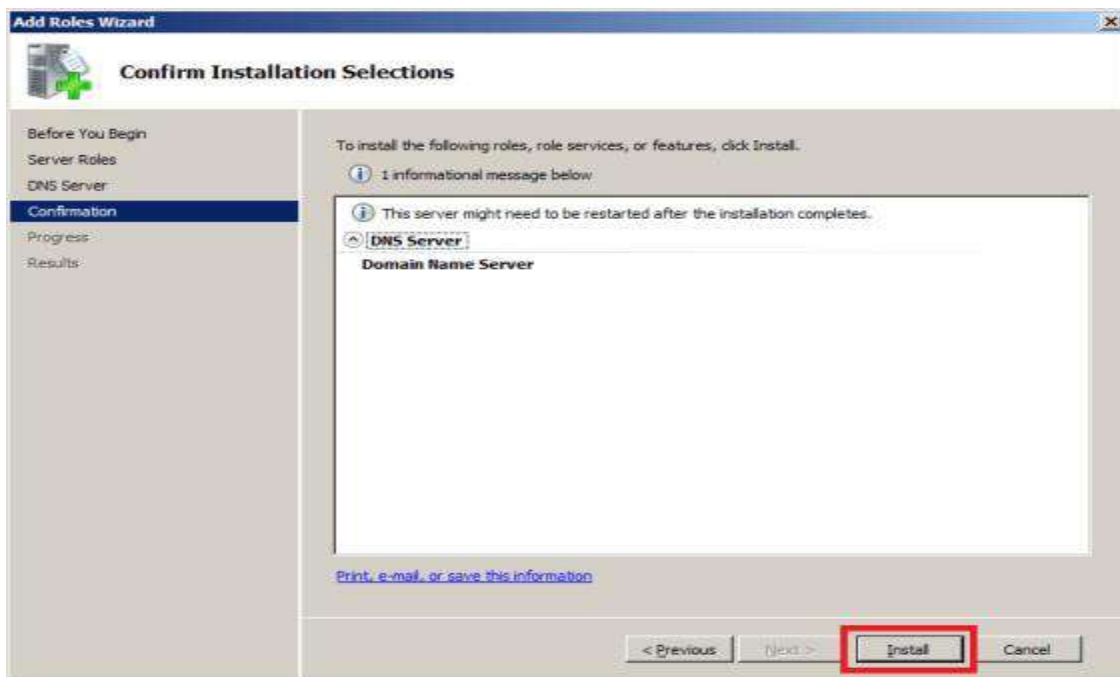 Add Roles Wizard
Confirm Installation Selections
Before You Begin
Server Roles
DNS Server
Confirmation
Progress
Results
To install the following roles, role services, or features, click Install.
1 informational message below
This server might need to be restarted after the installation completes.
DNS Server
Domain Name Server
Print, e-mail, or save this information
< Previous
Next >
Install
Cancel